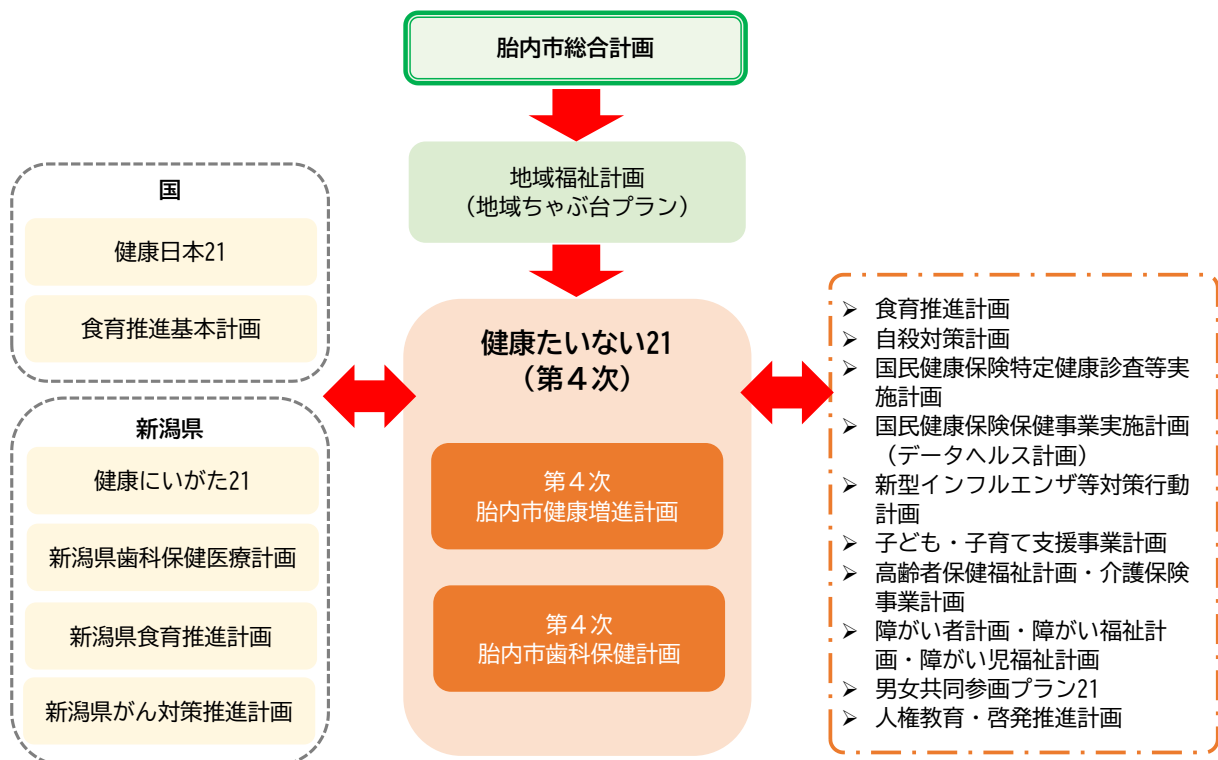 胎内市総合計画
地域福祉計画
（地域ちゃぶ台プラン）
国
健康日本21
食育推進基本計画
新潟県
健康にいがた21
新潟県歯科保健医療計画
新潟県食育推進計画
新潟県がん対策推進計画
健康たいない21
（第４次）
第４次
胎内市健康増進計画
第４次
胎内市歯科保健計画
➢ 食育推進計画
➢ 自殺対策計画
➢ 国民健康保険特定健康診査等実
施計画
➢ 国民健康保険保健事業実施計画
（データヘルス計画）
➢ 新型インフルエンザ等対策行動
計画
➢ 子ども・子育て支援事業計画
➢ 高齢者保健福祉計画・介護保険
事業計画
➢ 障がい者計画・障がい福祉計
画・障がい児福祉計画
➢ 男女共同参画プラン21
➢ 人権教育・啓発推進計画